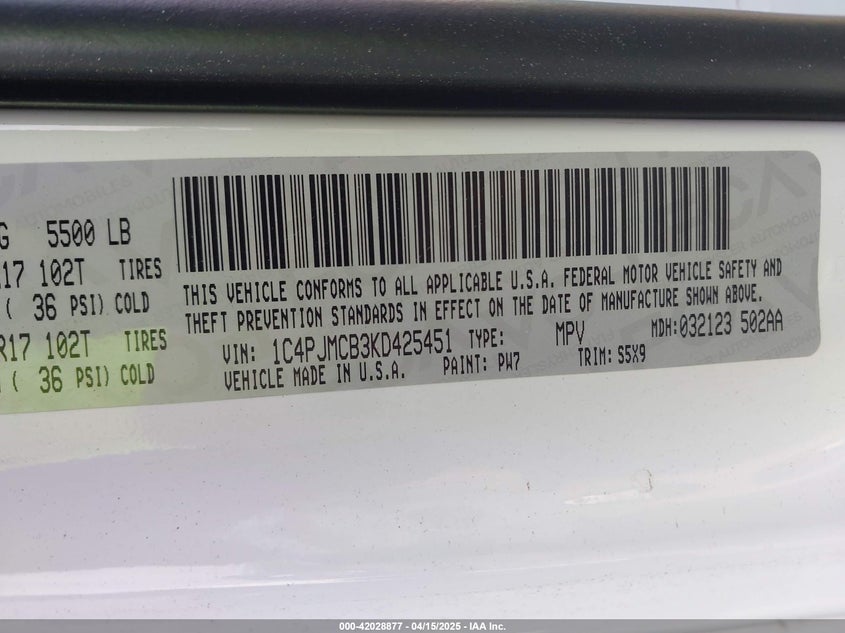 G 5500 LB
R17 102T TIRES
( 36 PSI) COLD
R17 102T TIRES
( 36 PSI) COLD
THIS VEHICLE CONFORMS TO ALL APPLICABLE U.S.A. FEDERAL MOTOR VEHICLE SAFETY AND
THEFT PREVENTION STANDARDS IN EFFECT ON THE DATE OF MANUFACTURE SHOWN ABOVE.
VIN: 1C4PJMCB3KD425451 TYPE: MPV MDH:032123 502AA
VEHICLE MADE IN U.S.A. PAINT: PW7 TRIM: S5X9
000-42028877 - 04/15/2025 - IAA Inc.